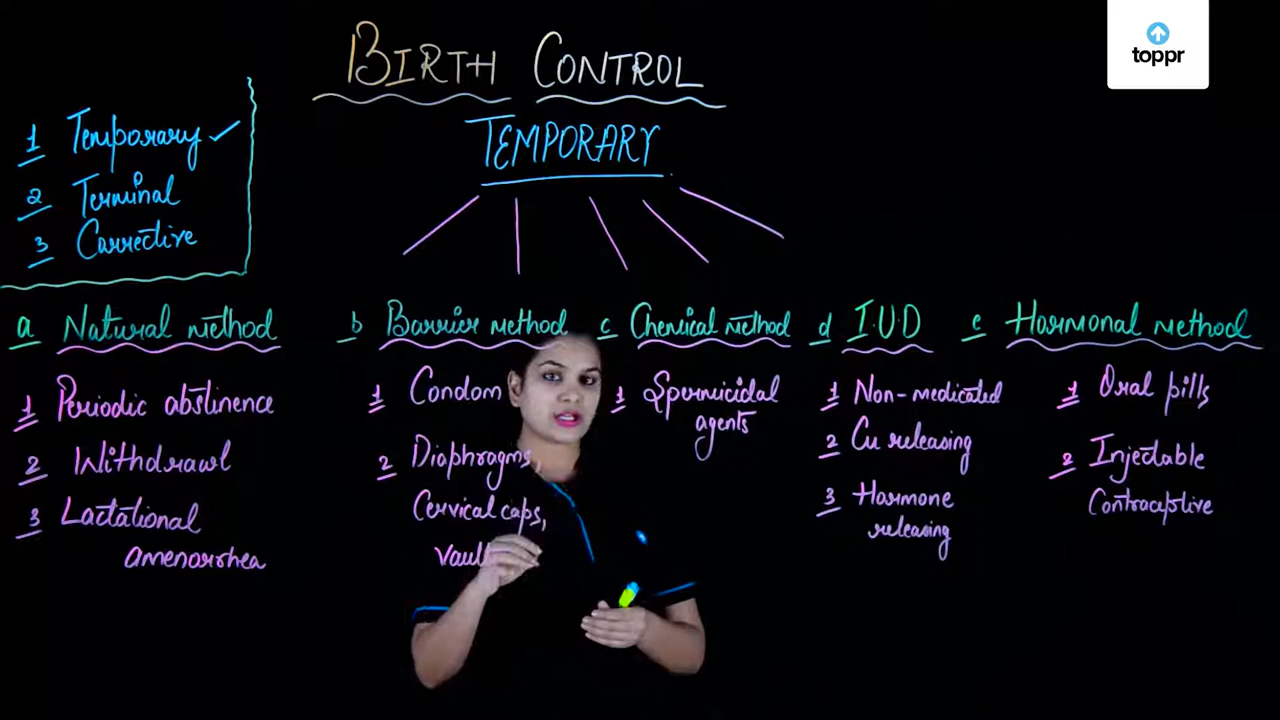 BIRTH CONTROL
toppr
TEMPORARY
1 Temporary ✓
2 Terminal
3 Carrective
a Natural method
1 Periodic abstinence
2 Withdrawl
3 Lactational
amenorrhea
b Barrier method
1 Condom
2 Diaphragms,
Cervical caps,
c Chemical method
1 Spermicidal
agents
d I.U.D
1 Non-medicated
2 Cu releasing
3 Hormone
releasing
e Hormonal method
1 Oral pills
2 Injectable
Contraceptive